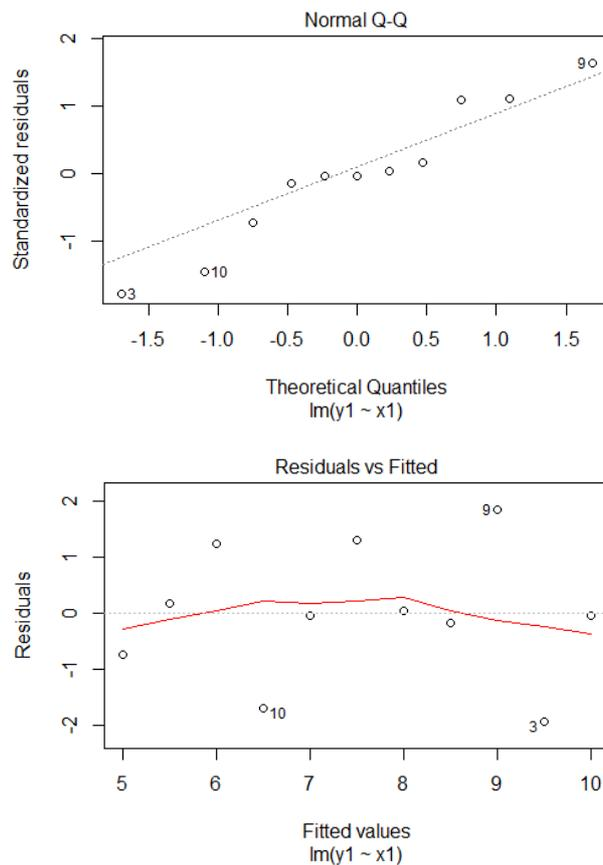 Normal Q-Q
Standardized residuals
2
1
0
-1
9
10
3
-1.5 -1.0 -0.5 0.0 0.5 1.0 1.5
Theoretical Quantiles
lm(y1 ~ x1)
Residuals vs Fitted
Residuals
2
1
0
-1
-2
9
10
3
5 6 7 8 9 10
Fitted values
lm(y1 ~ x1)